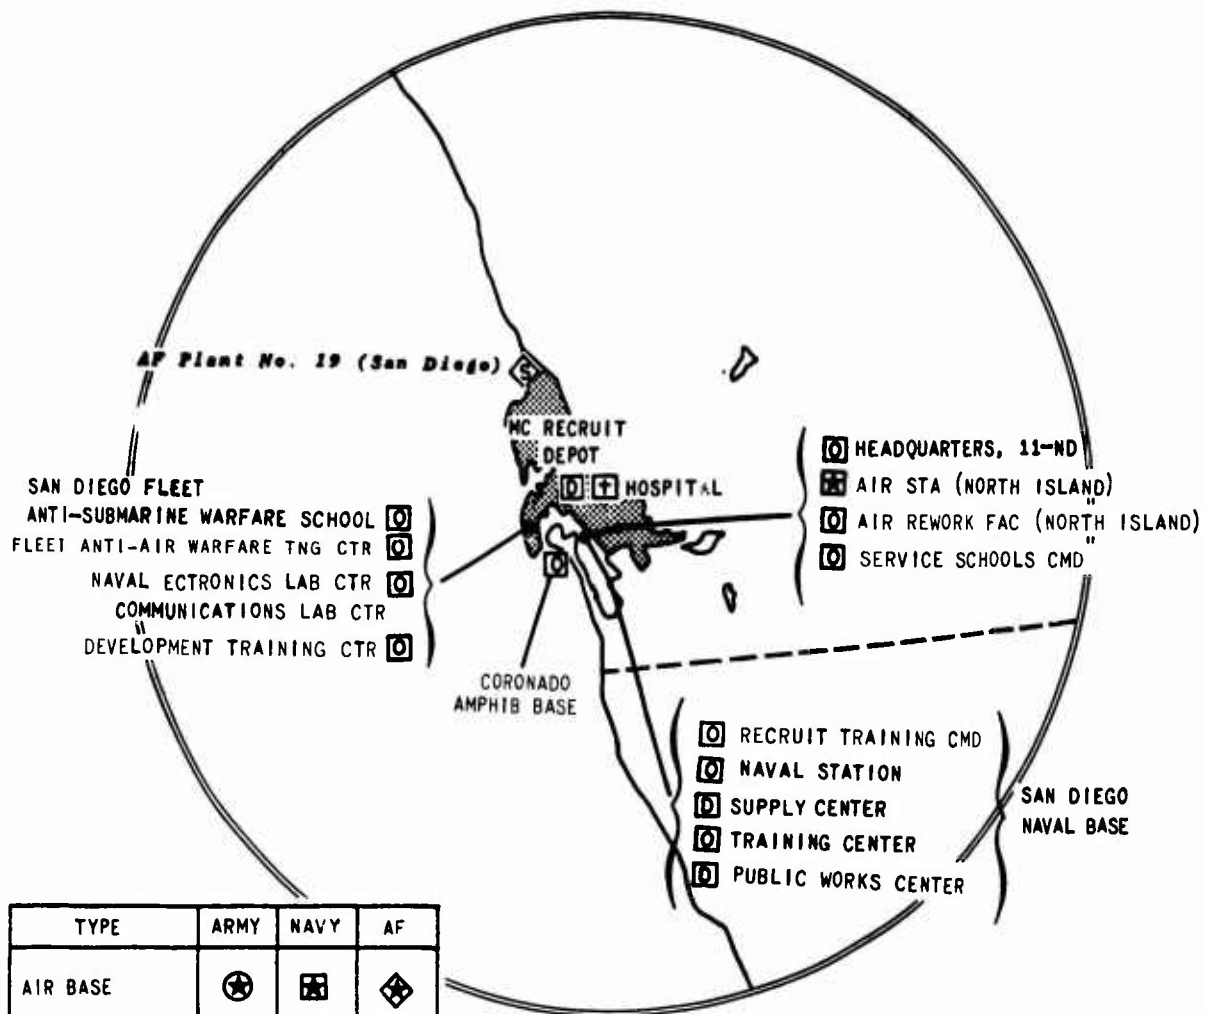 AF Plant No. 19 (San Diego)
S
MC RECRUIT
DEPOT
D
HOSPITAL
SAN DIEGO FLEET
ANTI-SUBMARINE WARFARE SCHOOL O
FLEET ANTI-AIR WARFARE TNG CTR O
NAVAL ECTRONICS LAB CTR O
COMMUNICATIONS LAB CTR
"
DEVELOPMENT TRAINING CTR O
O HEADQUARTERS, 11-ND
"
AIR STA (NORTH ISLAND)
O AIR REWORK FAC (NORTH ISLAND)
"
O SERVICE SCHOOLS CMD
O
CORONADO
AMPHIB BASE
O RECRUIT TRAINING CMD
O NAVAL STATION
D SUPPLY CENTER
O TRAINING CENTER
"
D PUBLIC WORKS CENTER
SAN DIEGO
NAVAL BASE
TYPE ARMY NAVY AF
AIR BASE